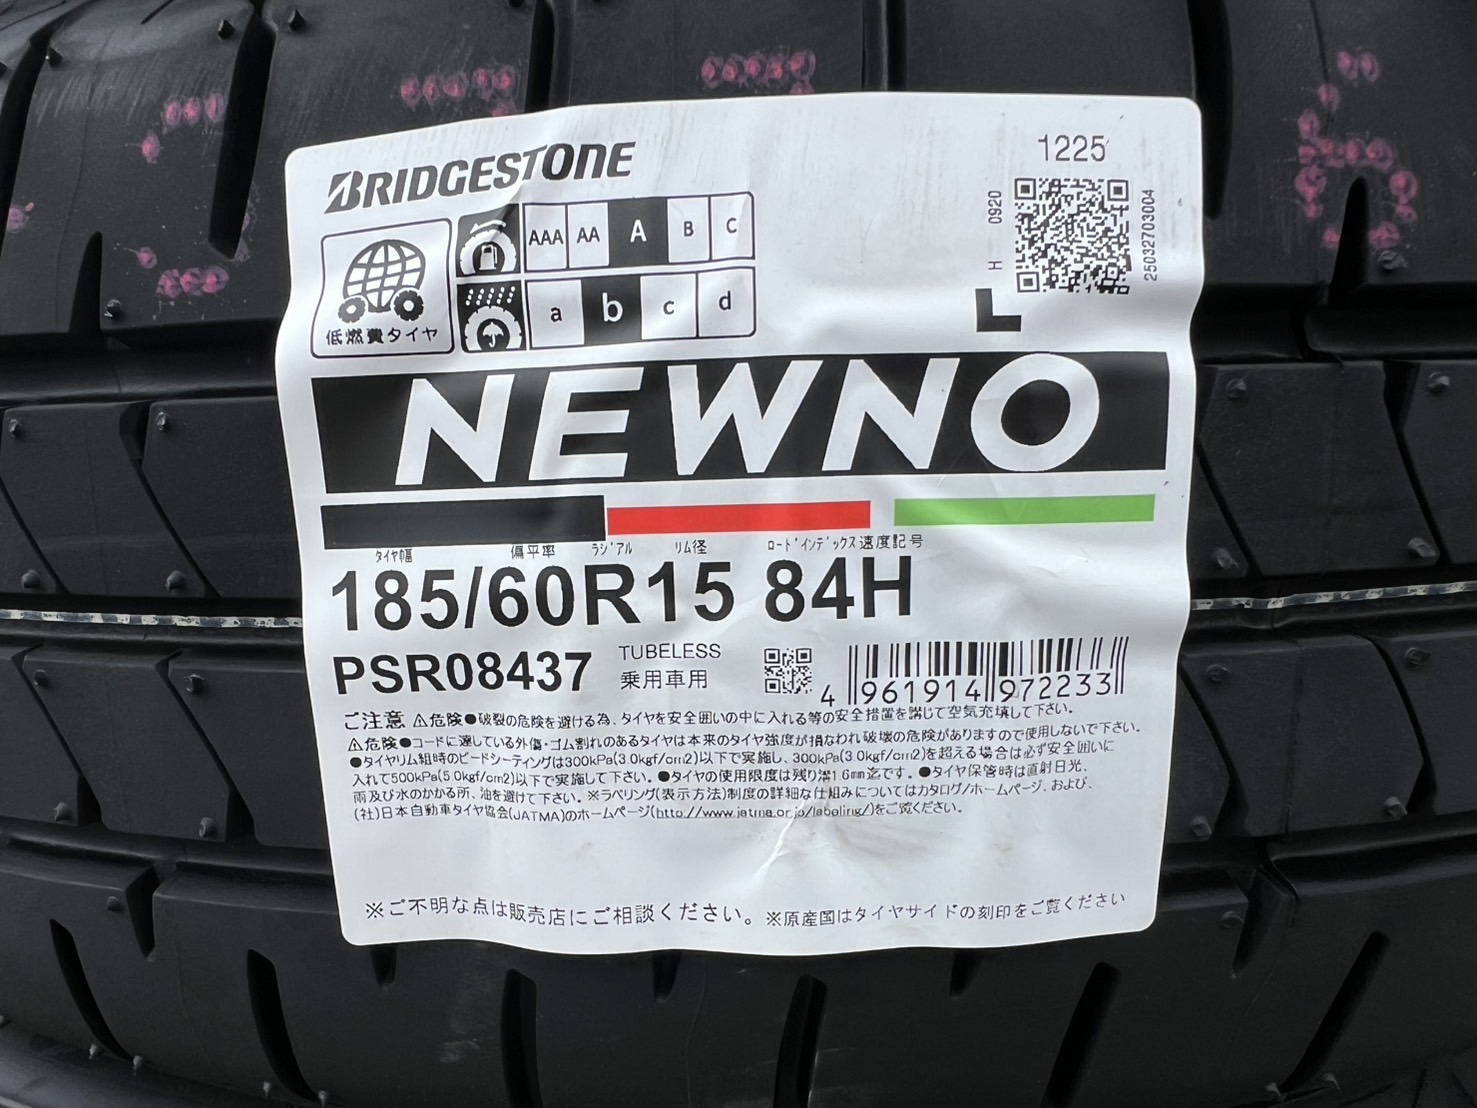 BRIDGESTONE
1225
H 0920
2503270300４
低燃費タイヤ
AAA AA A B C
a b c d
L
NEWNO
タイヤ幅 偏平率 ラジアル リム径 ロードインデックス 速度記号
185/60R15 84H
PSR08437
TUBELESS
乗用車用
4 961914 972233
ご注意 ⚠危険●破裂の危険を避ける為、タイヤを安全囲いの中に入れる等の安全措置を講じて空気充填して下さい。
⚠危険●コードに達している外傷・ゴム割れのあるタイヤは本来のタイヤ強度が損なわれ破壊の危険がありますので使用しないで下さい。
●タイヤリム組時のビードシーティングは300kPa(3.0kgf/cm2)以下で実施し、300kPa(3.0kgf/cm2)を超える場合は必ず安全囲いに
入れて500kPa(5.0kgf/cm2)以下で実施して下さい。●タイヤの使用限度は残り溝1.6mm迄です。●タイヤ保管時は直射日光、
雨及び水のかかる所、油を避けて下さい。※ラベリング(表示方法)制度の詳細な仕組みについてはカタログ/ホームページ、および、
(社)日本自動車タイヤ協会(JATMA)のホームページ(http://www.jatma.or.jp/labeling/)をご覧ください。
※ご不明な点は販売店にご相談ください。※原産国はタイヤサイドの刻印をご覧ください